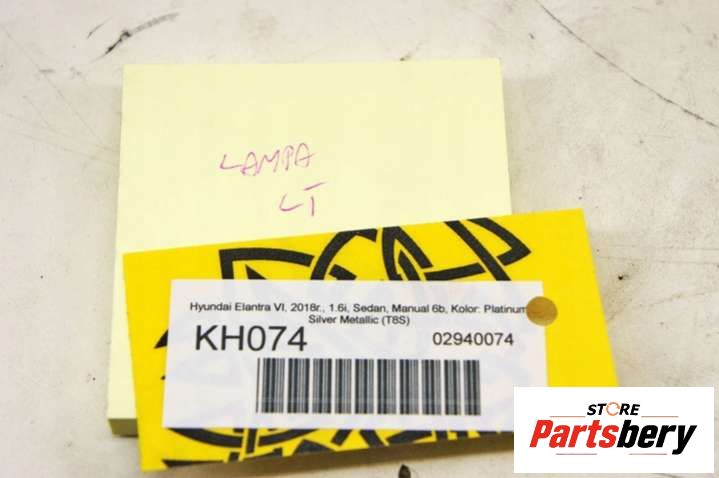 LAMPA
LT
Hyundai Elantra VI, 2018r., 1.6i, Sedan, Manual 6b, Kolor: Platinum
Silver Metallic (T8S)
KH074
02940074
STORE
Partsbery